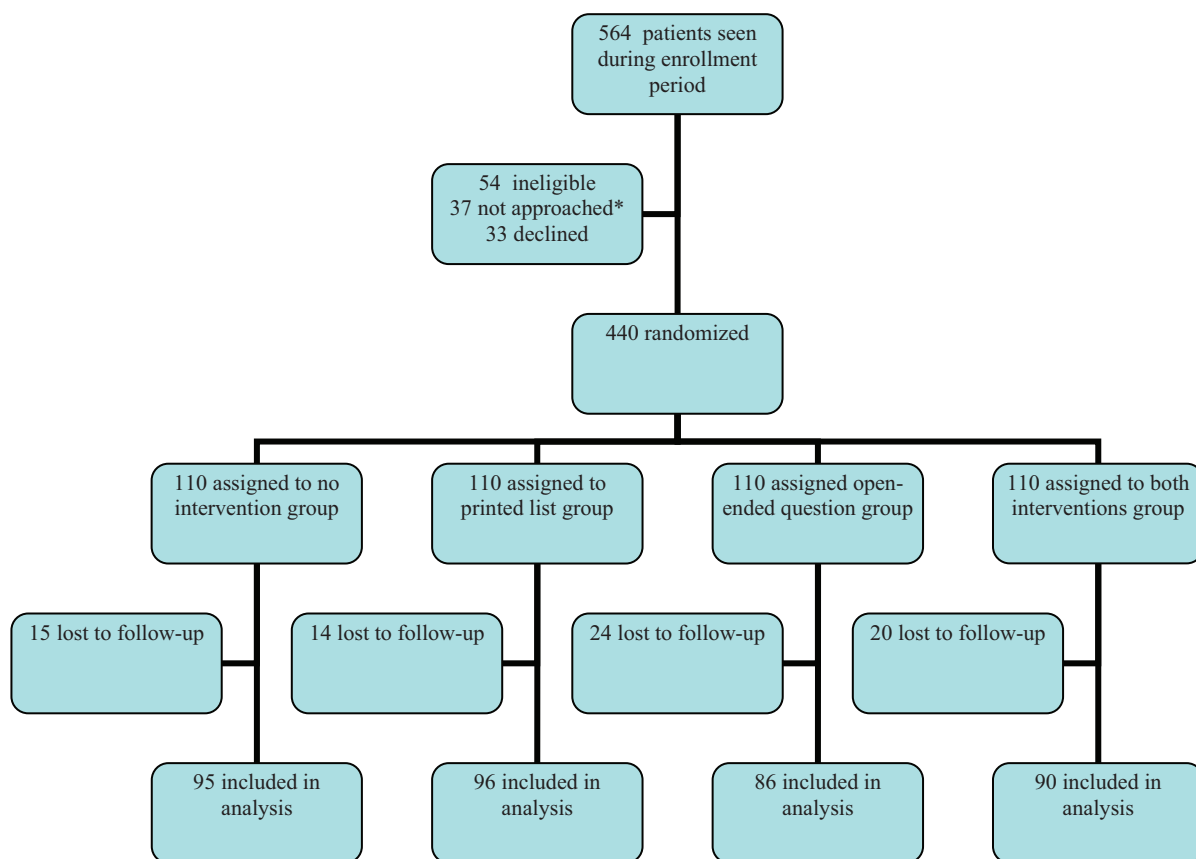 564 patients seen
during enrollment
period
54 ineligible
37 not approached*
33 declined
440 randomized
110 assigned to no
intervention group
110 assigned to
printed list group
110 assigned open-
ended question group
110 assigned to both
interventions group
15 lost to follow-up
14 lost to follow-up
24 lost to follow-up
20 lost to follow-up
95 included in
analysis
96 included in
analysis
86 included in
analysis
90 included in
analysis